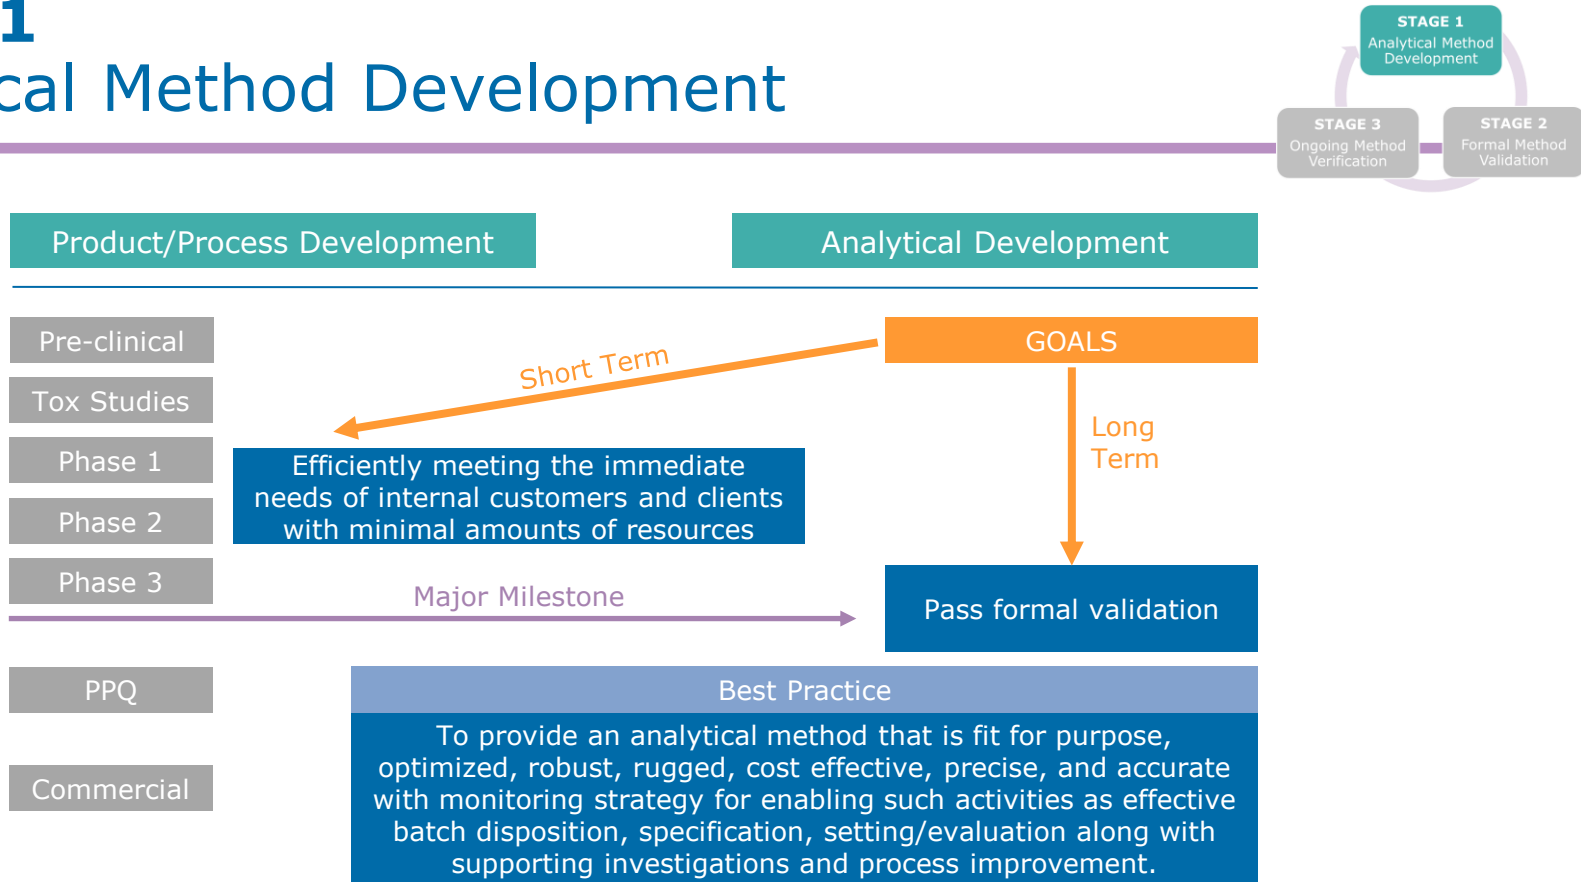 1
cal Method Development
STAGE 1
Analytical Method
Development
STAGE 3
Ongoing Method
Verification
STAGE 2
Formal Method
Validation
Product/Process Development
Analytical Development
Pre-clinical
Tox Studies
Phase 1
Phase 2
Phase 3
PPQ
Commercial
GOALS
Short Term
Long
Term
Efficiently meeting the immediate
needs of internal customers and clients
with minimal amounts of resources
Major Milestone
Pass formal validation
Best Practice
To provide an analytical method that is fit for purpose,
optimized, robust, rugged, cost effective, precise, and accurate
with monitoring strategy for enabling such activities as effective
batch disposition, specification, setting/evaluation along with
supporting investigations and process improvement.